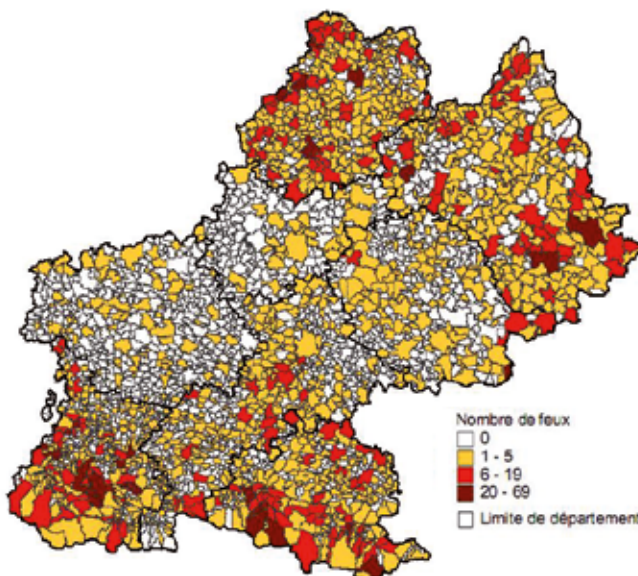 Nombre de feux
0
1 - 5
6 - 19
20 - 69
Limite de département